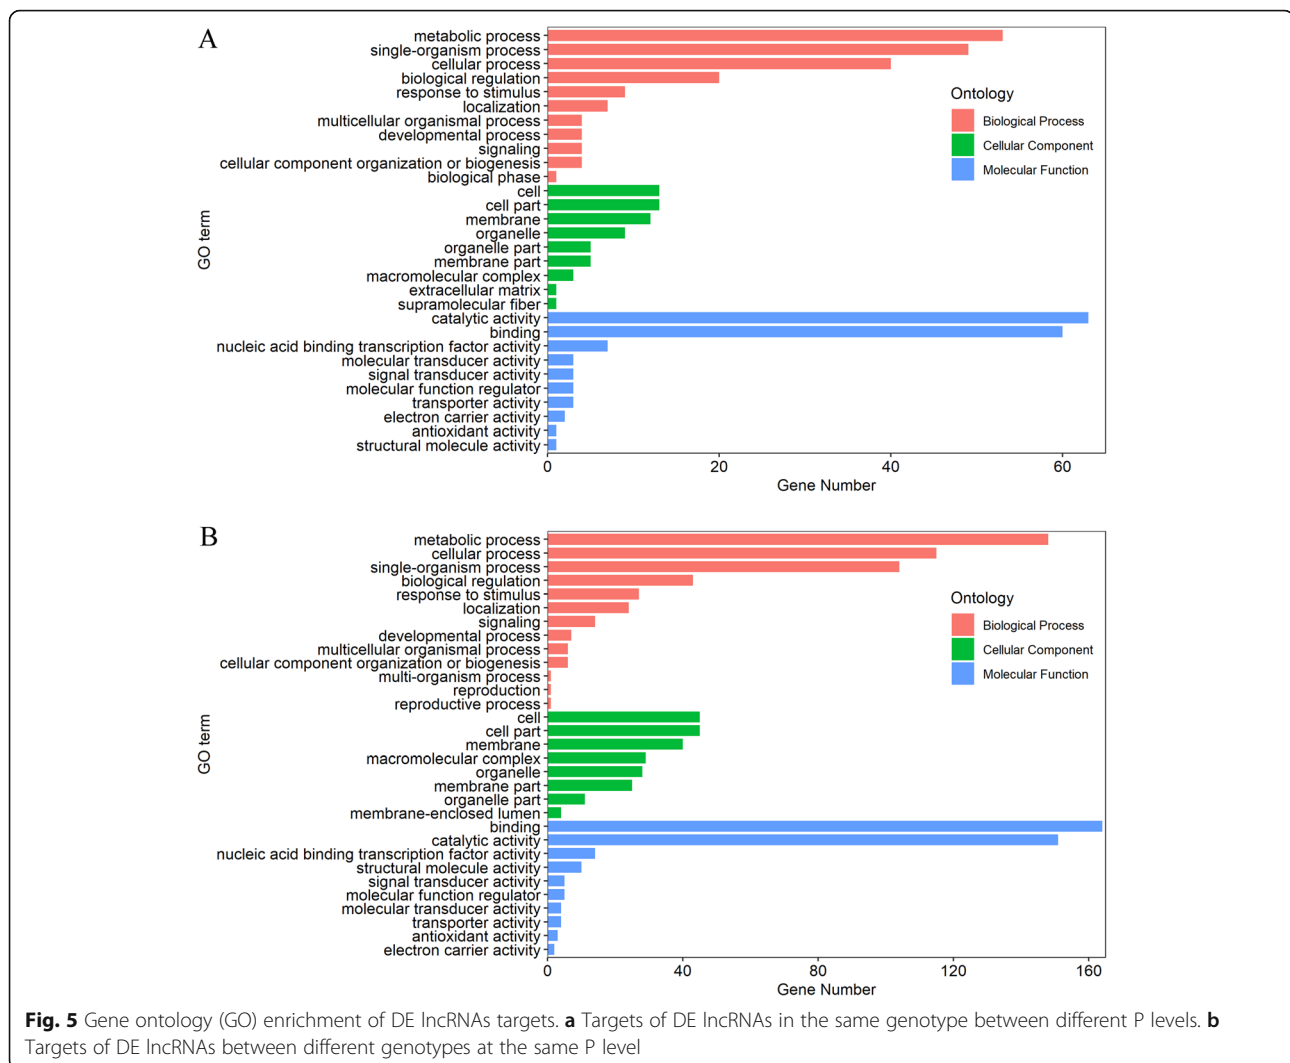 A
metabolic process
single-organism process
cellular process
biological regulation
response to stimulus
localization
multicellular organismal process
developmental process
signaling
cellular component organization or biogenesis
biological phase
cell
cell part
membrane
organelle
organelle part
membrane part
macromolecular complex
extracellular matrix
supramolecular fiber
catalytic activity
binding
nucleic acid binding transcription factor activity
molecular transducer activity
signal transducer activity
molecular function regulator
transporter activity
electron carrier activity
antioxidant activity
structural molecule activity
GO term
0 20 40 60
Gene Number
Ontology
Biological Process
Cellular Component
Molecular Function
B
metabolic process
cellular process
single-organism process
biological regulation
response to stimulus
localization
signaling
developmental process
multicellular organismal process
cellular component organization or biogenesis
multi-organism process
reproduction
reproductive process
cell
cell part
membrane
macromolecular complex
organelle
membrane part
organelle part
membrane-enclosed lumen
binding
catalytic activity
nucleic acid binding transcription factor activity
structural molecule activity
signal transducer activity
molecular function regulator
molecular transducer activity
transporter activity
antioxidant activity
electron carrier activity
GO term
0 40 80 120 160
Gene Number
Ontology
Biological Process
Cellular Component
Molecular Function
Fig. 5 Gene ontology (GO) enrichment of DE lncRNAs targets. a Targets of DE lncRNAs in the same genotype between different P levels. b
Targets of DE lncRNAs between different genotypes at the same P level